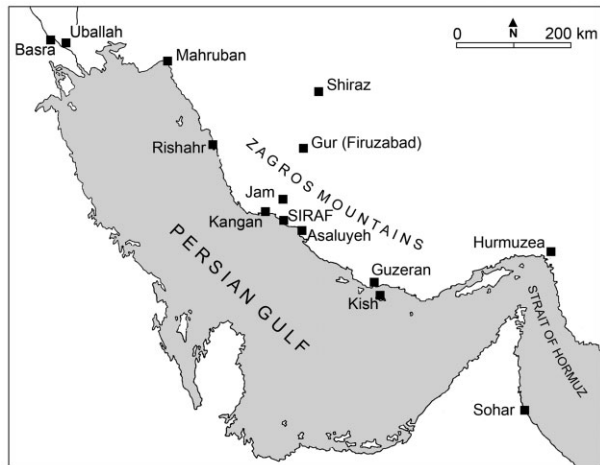 Uballah
Basra
Mahruban
N
0
200 km
Shiraz
Rishahr
Gur (Firuzabad)
ZAGROS MOUNTAINS
Jam
Kangan
SIRAF
Asaluyeh
PERSIAN GULF
Hurmuzea
Guzeran
Kish
STRAIT OF HORMUZ
Sohar